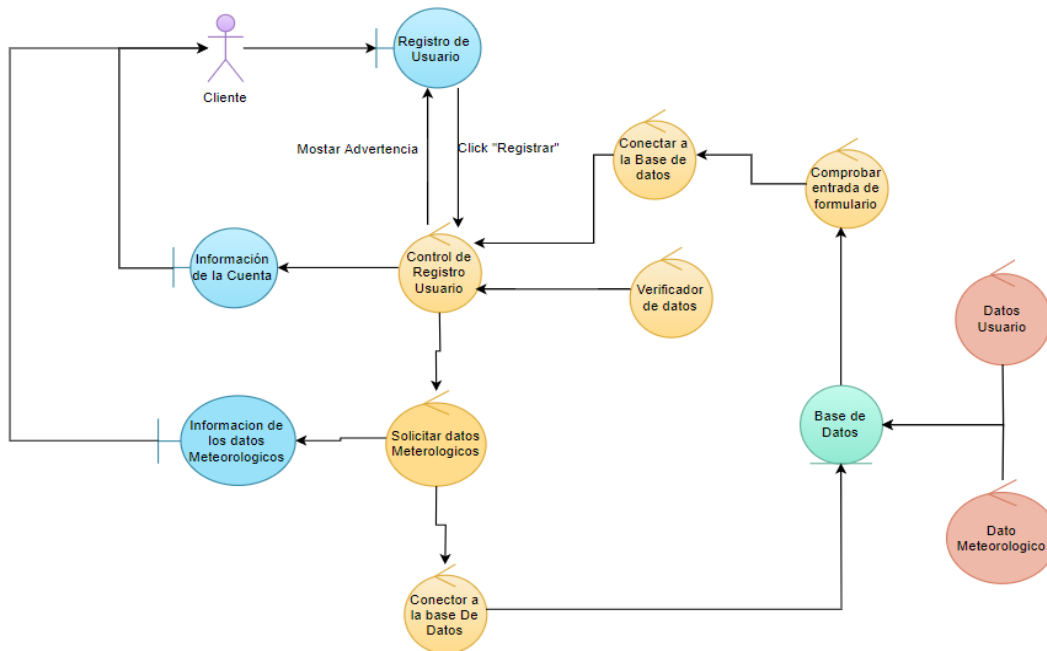 Registro de
Usuario
Cliente
Mostar Advertencia
Click "Registrar"
Conectar a
la Base de
datos
Comprobar
entrada de
formulario
Información
de la Cuenta
Control de
Registro
Usuario
Verificador
de datos
Datos
Usuario
Informacion de
los datos
Meteorologicos
Solicitar datos
Meterologicos
Base de
Datos
Dato
Meteorologico
Conector a
la base De
Datos